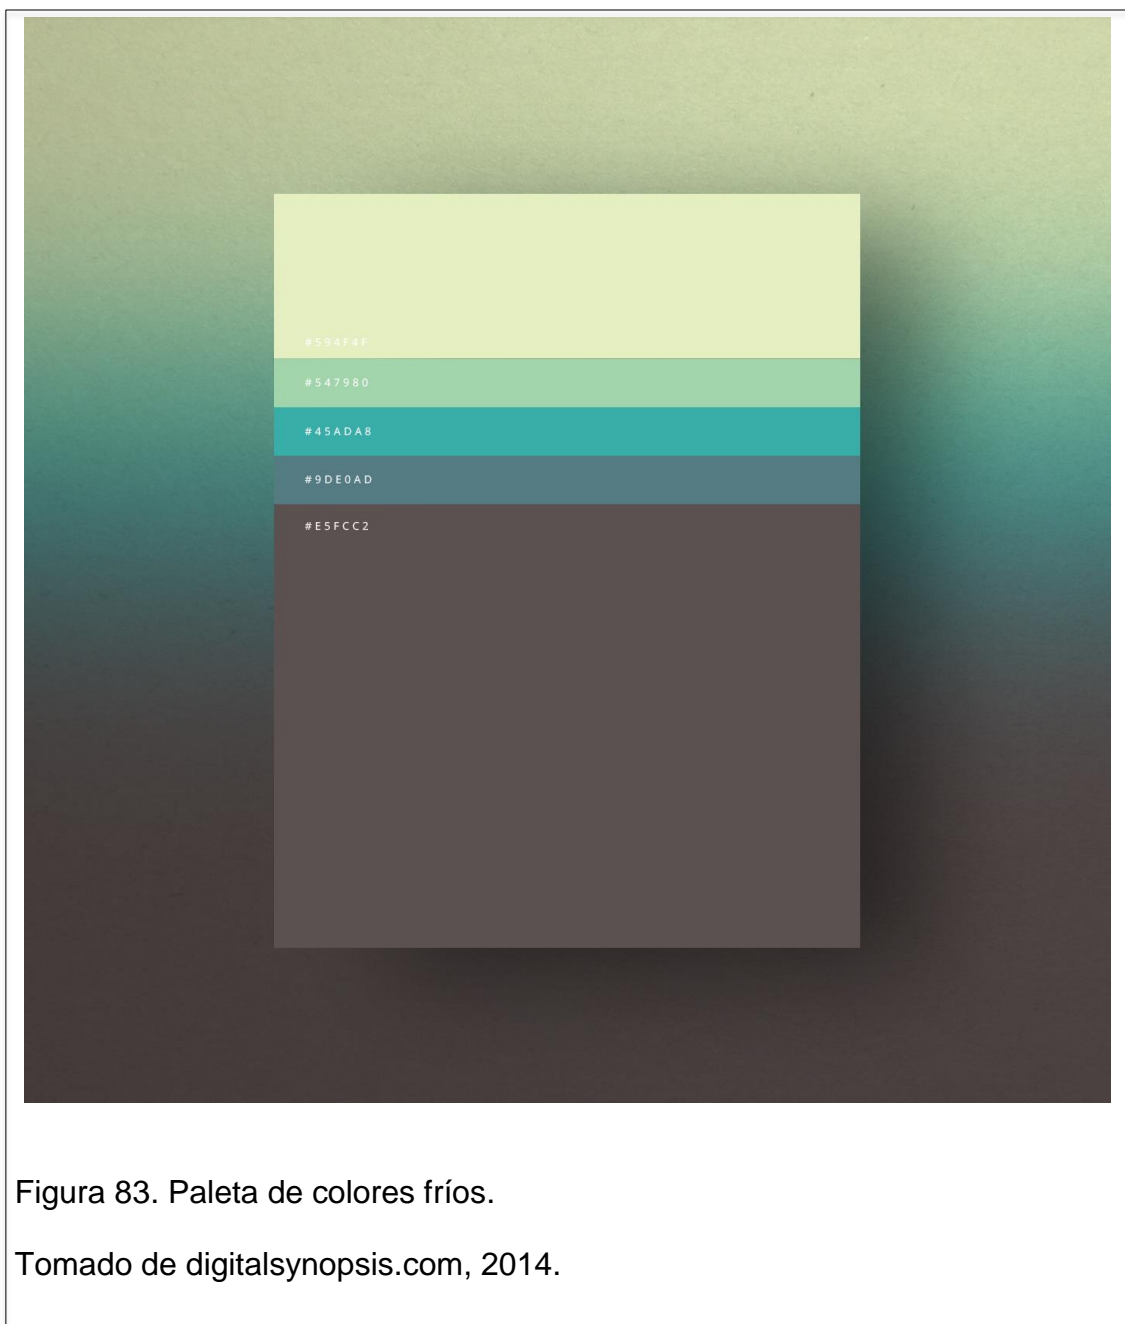 #594F4F
#547980
#45ADA8
#9DE0AD
#E5FCC2
Figura 83. Paleta de colores fríos.
Tomado de digitalsynopsis.com, 2014.